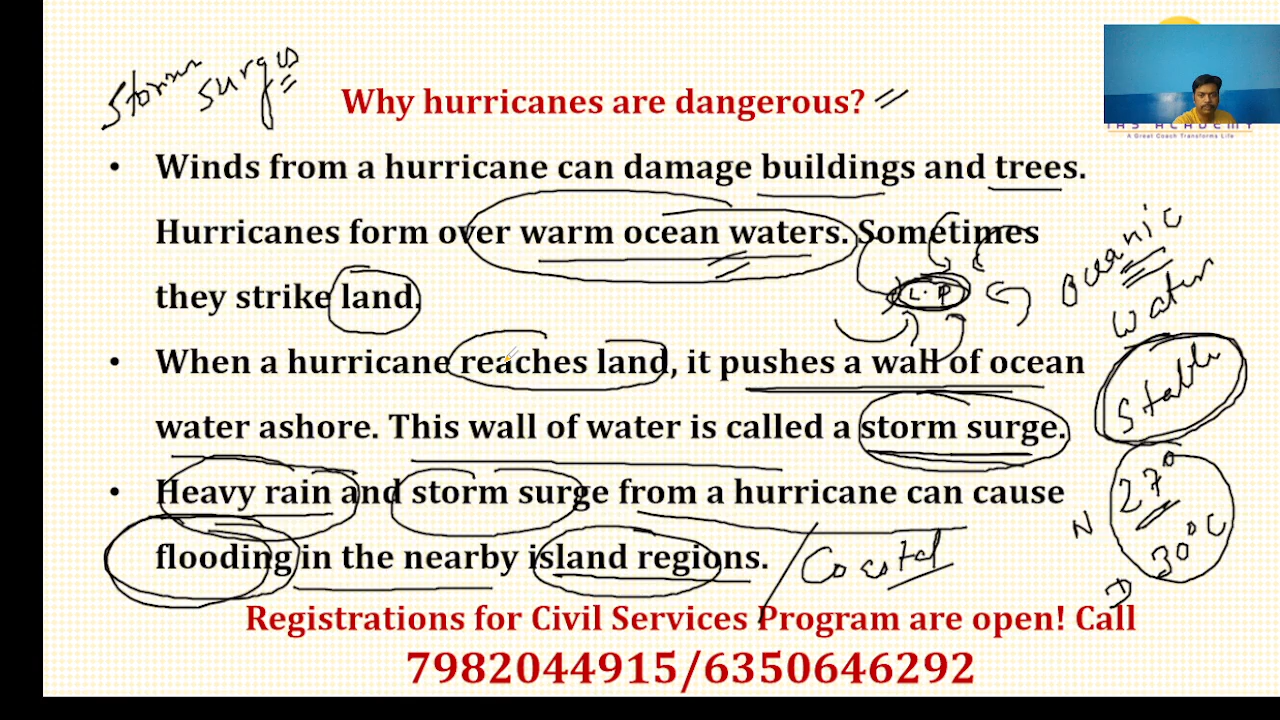 Storm surges
IAS ACADEMY
A Great Coach Transforms Life
Why hurricanes are dangerous?
• Winds from a hurricane can damage buildings and trees.
Hurricanes form over warm ocean waters. Sometimes
they strike land.
L.P
Oceanic
water
• When a hurricane reaches land, it pushes a wall of ocean
water ashore. This wall of water is called a storm surge.
Stable
• Heavy rain and storm surge from a hurricane can cause
flooding in the nearby island regions.
/ Coastal
27°
N
30°C
Registrations for Civil Services Program are open! Call
7982044915/6350646292